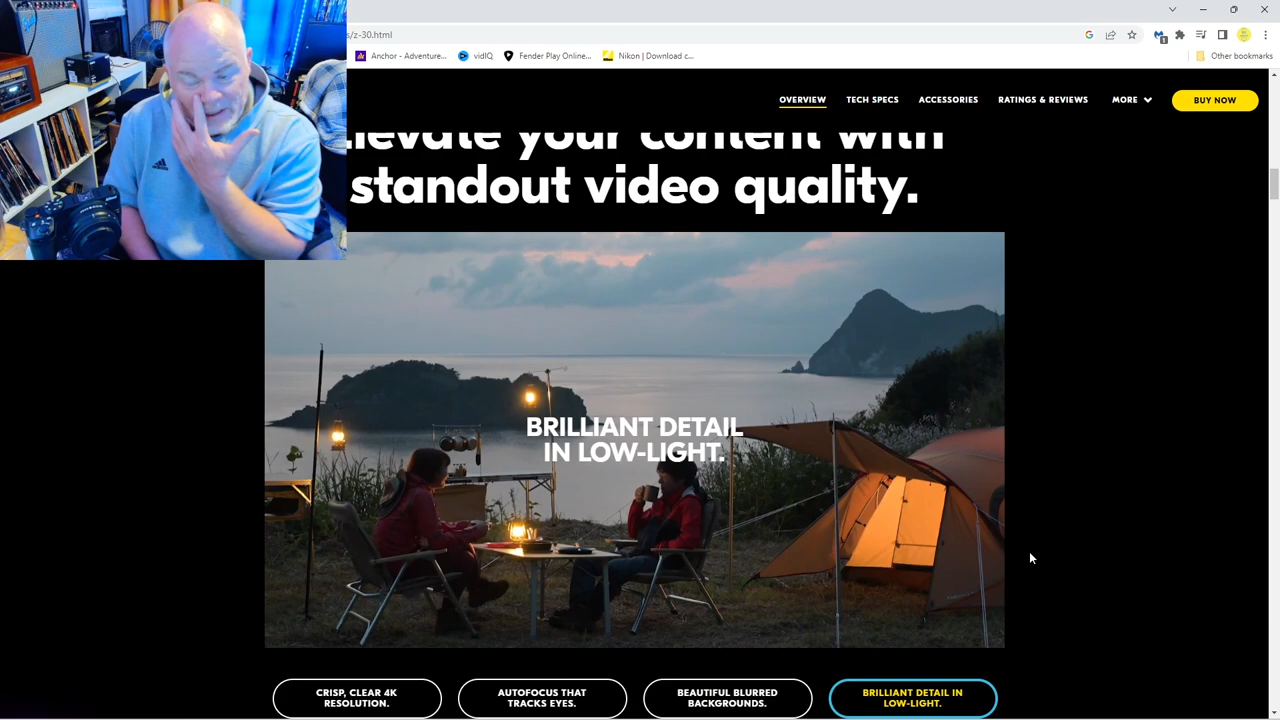 s/z-30.html
1
Anchor - Adventure...
vidIQ
Fender Play Online...
Nikon | Download c...
Other bookmarks
OVERVIEW
TECH SPECS
ACCESSORIES
RATINGS & REVIEWS
MORE
BUY NOW
levate your content with
standout video quality.
BRILLIANT DETAIL
IN LOW-LIGHT.
CRISP, CLEAR 4K
RESOLUTION.
AUTOFOCUS THAT
TRACKS EYES.
BEAUTIFUL BLURRED
BACKGROUNDS.
BRILLIANT DETAIL IN
LOW-LIGHT.